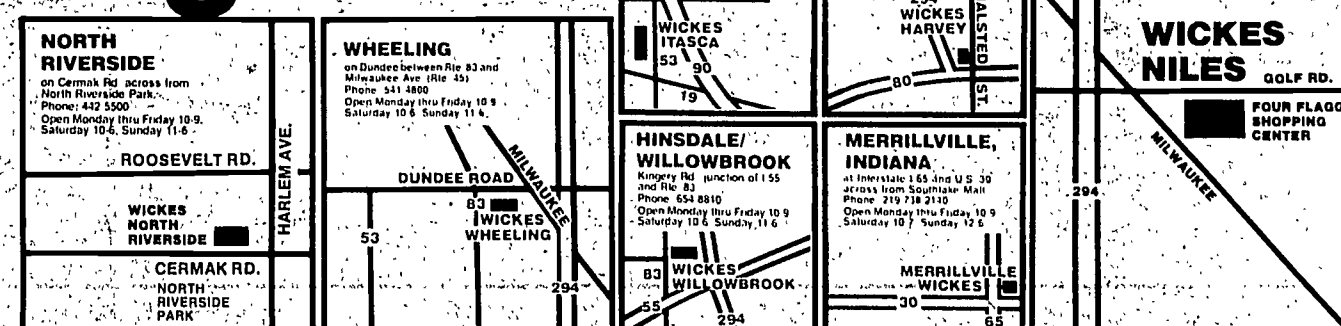 NORTH
RIVERSIDE
on Cermak Rd. across from
North Riverside Park.
Phone: 442 5500
Open Monday thru Friday 10-9.
Saturday 10-6, Sunday 11-6
ROOSEVELT RD.
HARLEM AVE.
WICKES
NORTH
RIVERSIDE
CERMAK RD.
NORTH
RIVERSIDE
PARK
WHEELING
on Dundee between Rte 83 and
Milwaukee Ave (Rte 45)
Phone 541 4800
Open Monday thru Friday 10 9
Saturday 10 6 Sunday 11 6
MILWAUKEE
DUNDEE ROAD
83
WICKES
WHEELING
53
294
WICKES
ITASCA
53
90
19
294
WICKES
HARVEY
HALSTED ST.
80
HINSDALE/
WILLOWBROOK
Kingery Rd junction of I 55
and Rte 83
Phone 654 8810
Open Monday thru Friday 10 9
Saturday 10 6 Sunday, 11 6
83
WICKES
WILLOWBROOK
55
294
MERRILLVILLE,
INDIANA
at Interstate I 65 and U S 30
across from Southlake Mall
Phone 219 738 2140
Open Monday thru Friday 10 9
Saturday 10 7 Sunday 12 6
MERRILLVILLE
WICKES
30
65
WICKES
NILES
GOLF RD.
FOUR FLAGG
SHOPPING
CENTER
MILWAUKEE
294